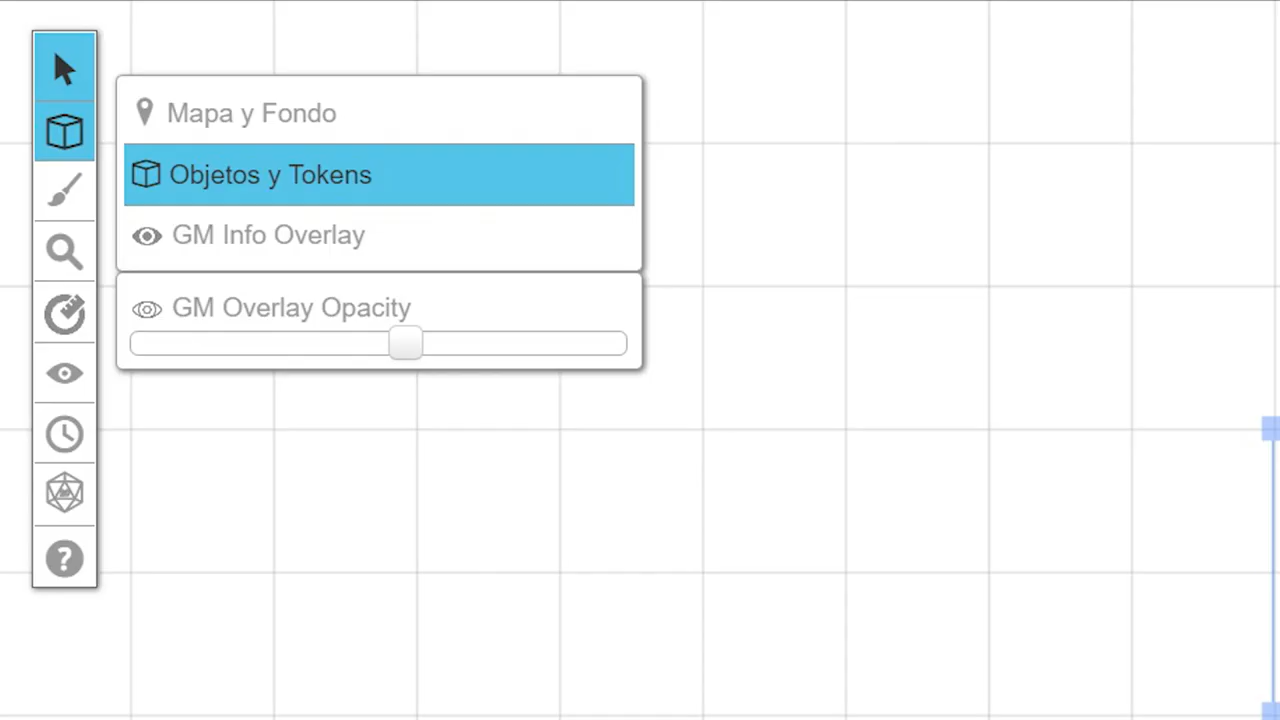 Mapa y Fondo
Objetos y Tokens
GM Info Overlay
GM Overlay Opacity
?